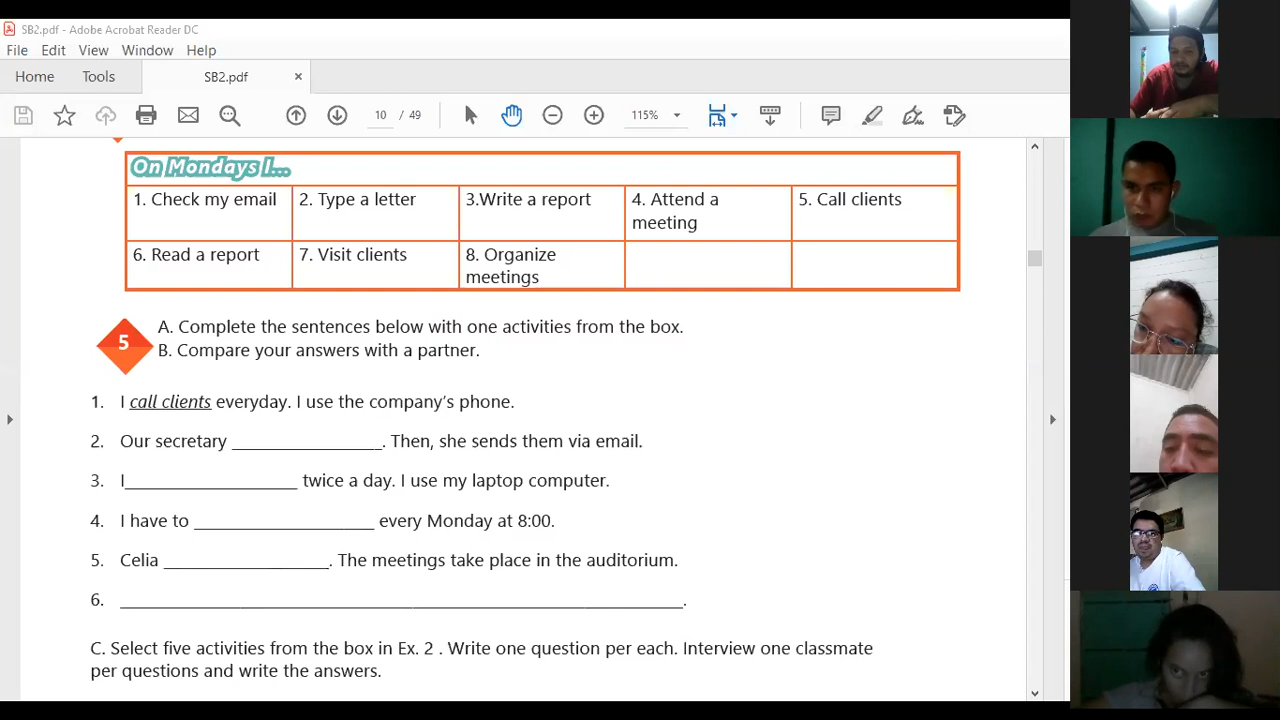 SB2.pdf - Adobe Acrobat Reader DC
File Edit View Window Help
Home Tools SB2.pdf ×
10 / 49 115%
On Mondays I...
1. Check my email 2. Type a letter 3.Write a report 4. Attend a meeting 5. Call clients
6. Read a report 7. Visit clients 8. Organize meetings
5
A. Complete the sentences below with one activities from the box.
B. Compare your answers with a partner.
1. I call clients everyday. I use the company's phone.
2. Our secretary ________________. Then, she sends them via email.
3. I__________________ twice a day. I use my laptop computer.
4. I have to ___________________ every Monday at 8:00.
5. Celia _________________. The meetings take place in the auditorium.
6. ___________________________________________________________.
C. Select five activities from the box in Ex. 2 . Write one question per each. Interview one classmate
per questions and write the answers.